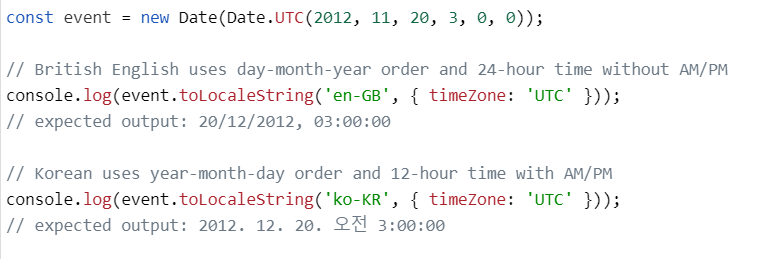 const event = new Date(Date.UTC(2012, 11, 20, 3, 0, 0));
// British English uses day-month-year order and 24-hour time without AM/PM
console.log(event.toLocaleString('en-GB', { timeZone: 'UTC' }));
// expected output: 20/12/2012, 03:00:00
// Korean uses year-month-day order and 12-hour time with AM/PM
console.log(event.toLocaleString('ko-KR', { timeZone: 'UTC' }));
// expected output: 2012. 12. 20. 오전 3:00:00